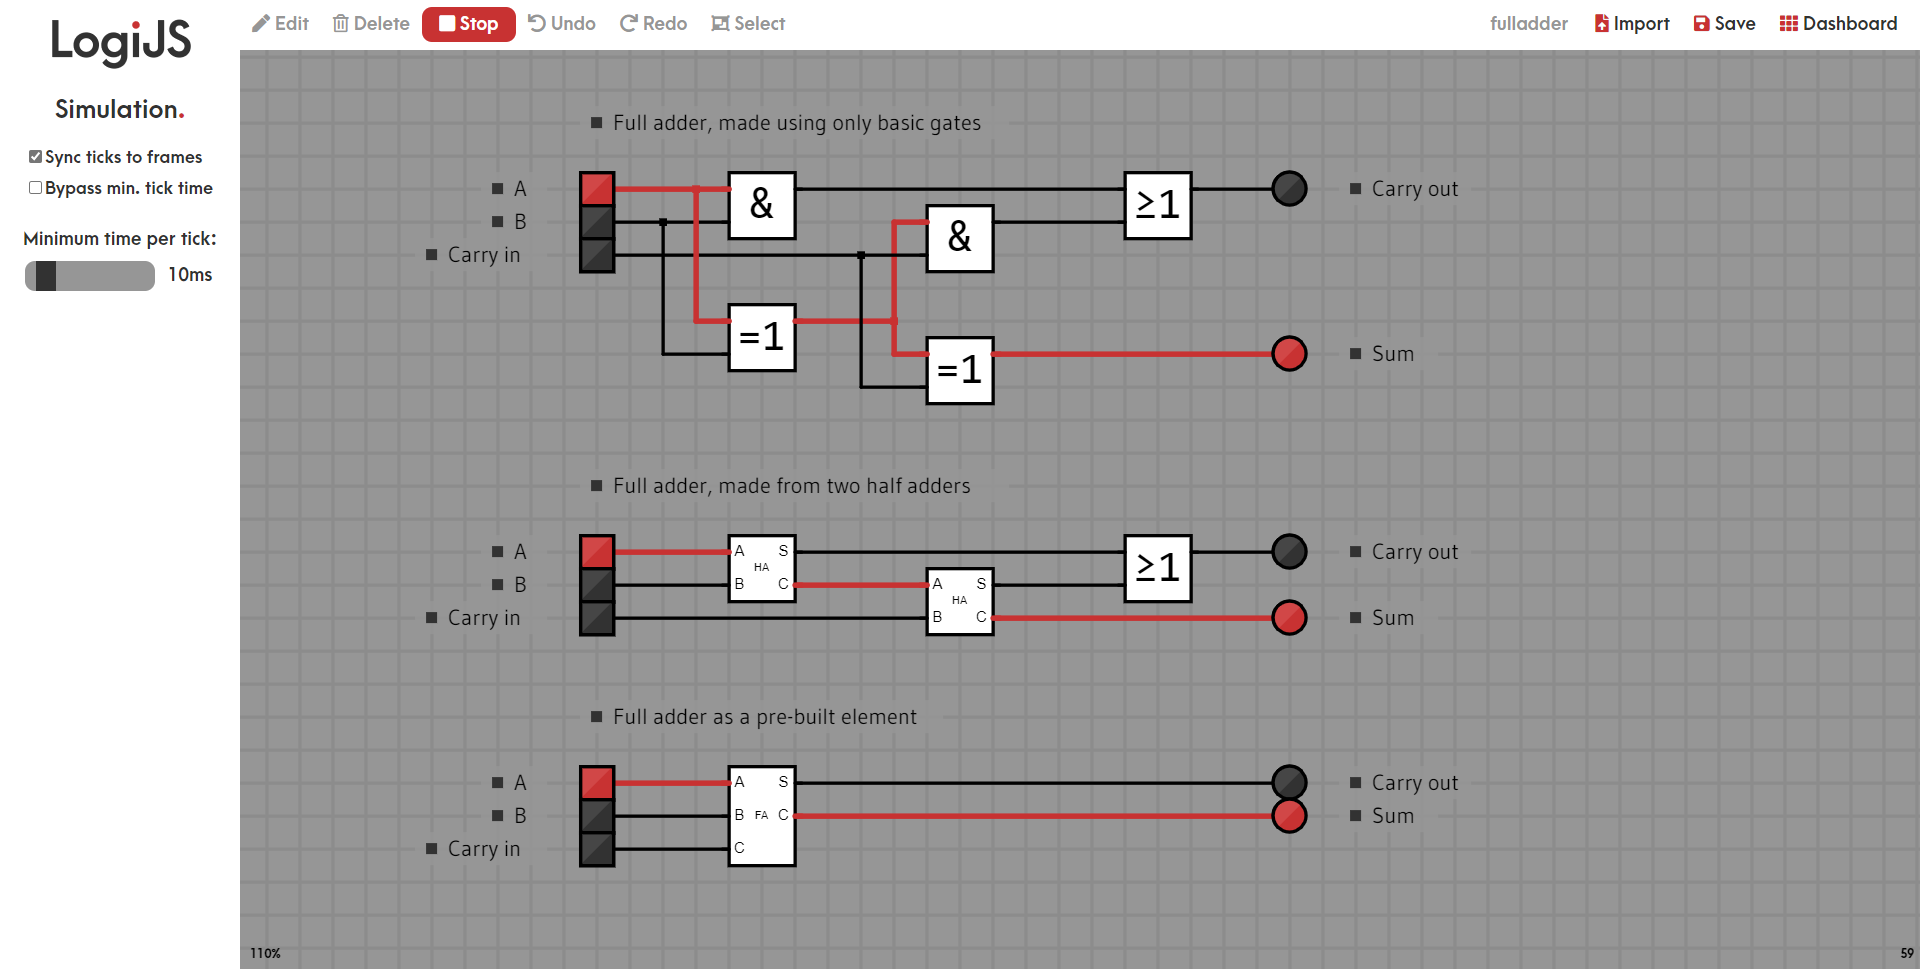 LogiJS
Edit Delete Stop Undo Redo Select fulladder Import Save Dashboard
Simulation.
Sync ticks to frames
Bypass min. tick time
Minimum time per tick:
10ms
Full adder, made using only basic gates
A
B
Carry in
&
&
=1
=1
≥1
Carry out
Sum
Full adder, made from two half adders
A
B
Carry in
A S
HA
B C
A S
HA
B C
≥1
Carry out
Sum
Full adder as a pre-built element
A
B
Carry in
A S
B FA C
C
Carry out
Sum
110%
59